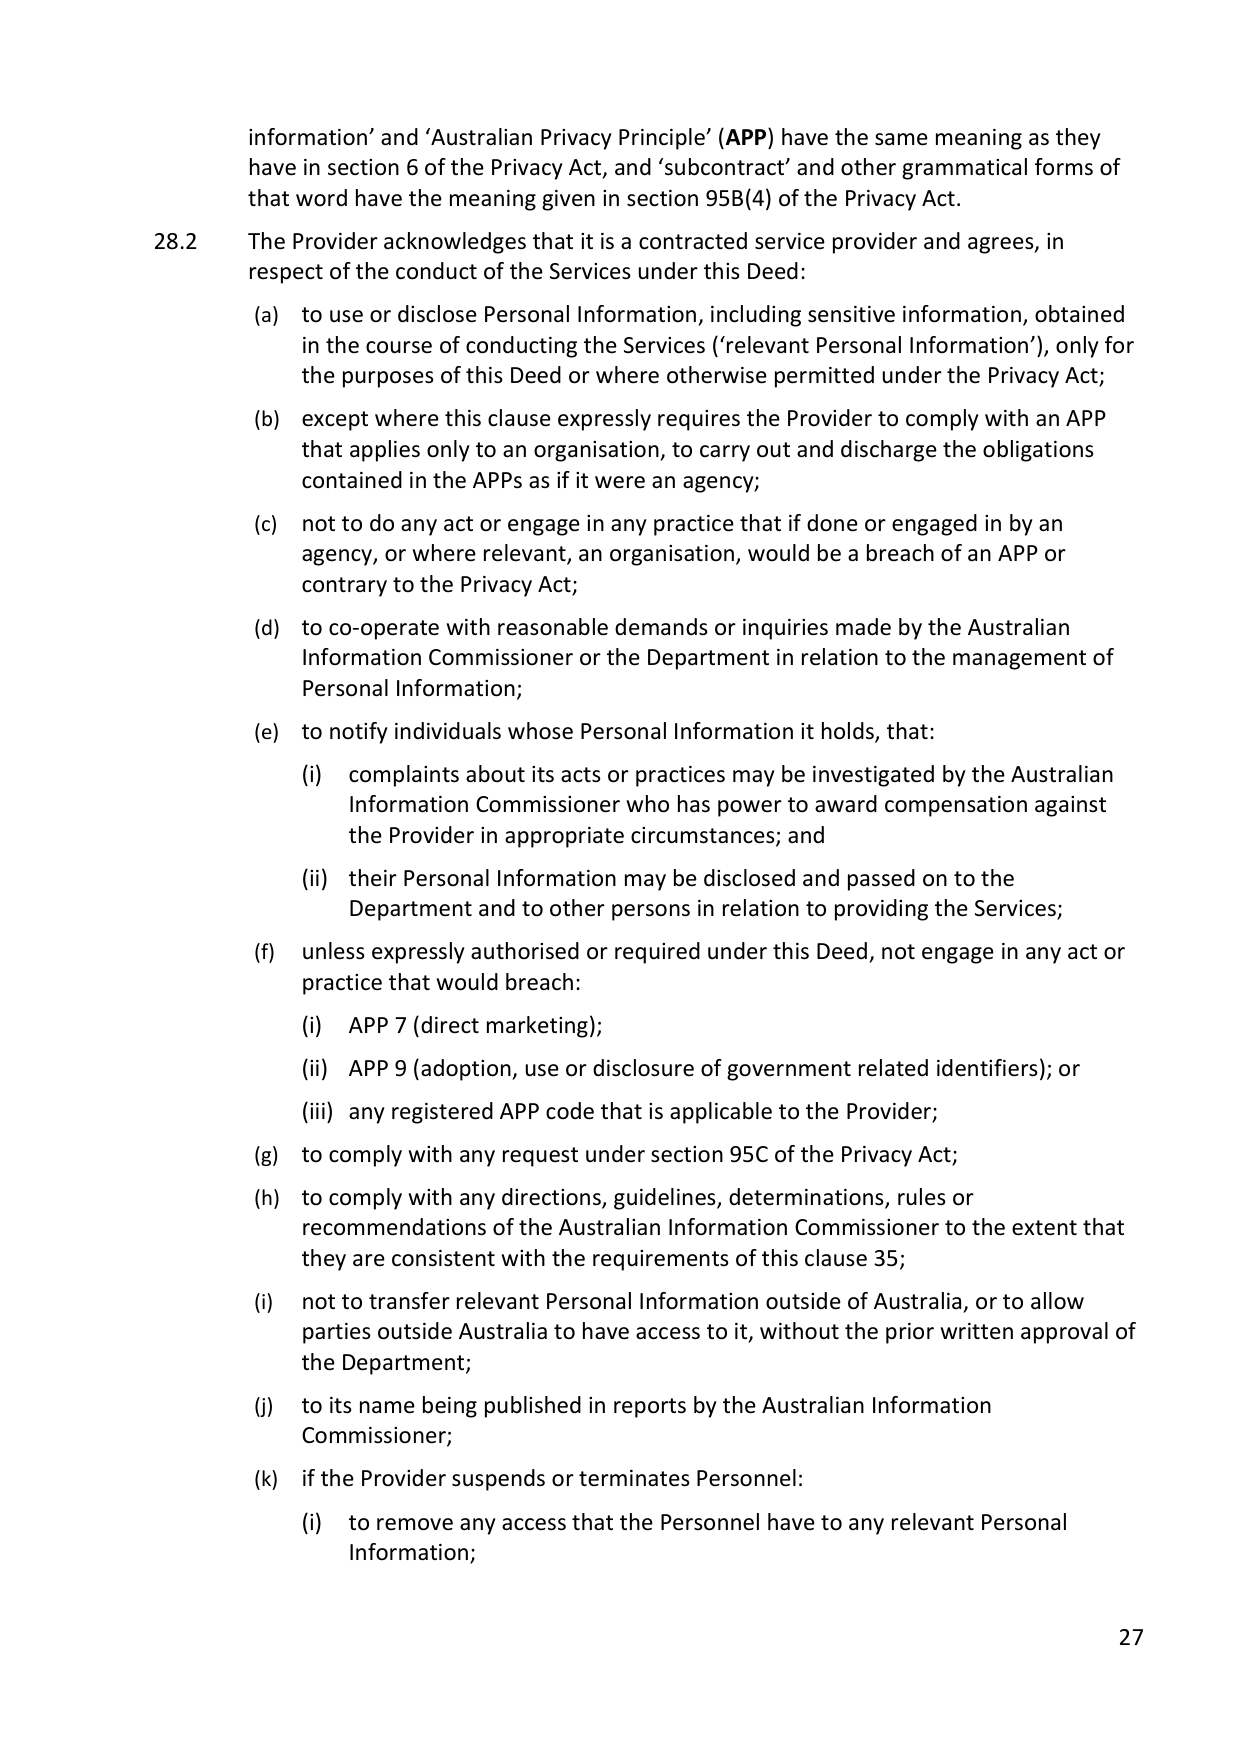 information’ and ‘Australian Privacy Principle’ (APP) have the same meaning as they
have in section 6 of the Privacy Act, and ‘subcontract’ and other grammatical forms of
that word have the meaning given in section 95B(4) of the Privacy Act.
28.2 The Provider acknowledges that it is a contracted service provider and agrees, in
respect of the conduct of the Services under this Deed:
(a) to use or disclose Personal Information, including sensitive information, obtained
in the course of conducting the Services (‘relevant Personal Information’), only for
the purposes of this Deed or where otherwise permitted under the Privacy Act;
(b) except where this clause expressly requires the Provider to comply with an APP
that applies only to an organisation, to carry out and discharge the obligations
contained in the APPs as if it were an agency;
(c) not to do any act or engage in any practice that if done or engaged in by an
agency, or where relevant, an organisation, would be a breach of an APP or
contrary to the Privacy Act;
(d) to co-operate with reasonable demands or inquiries made by the Australian
Information Commissioner or the Department in relation to the management of
Personal Information;
(e) to notify individuals whose Personal Information it holds, that:
(i) complaints about its acts or practices may be investigated by the Australian
Information Commissioner who has power to award compensation against
the Provider in appropriate circumstances; and
(ii) their Personal Information may be disclosed and passed on to the
Department and to other persons in relation to providing the Services;
(f) unless expressly authorised or required under this Deed, not engage in any act or
practice that would breach:
(i) APP 7 (direct marketing);
(ii) APP 9 (adoption, use or disclosure of government related identifiers); or
(iii) any registered APP code that is applicable to the Provider;
(g) to comply with any request under section 95C of the Privacy Act;
(h) to comply with any directions, guidelines, determinations, rules or
recommendations of the Australian Information Commissioner to the extent that
they are consistent with the requirements of this clause 35;
(i) not to transfer relevant Personal Information outside of Australia, or to allow
parties outside Australia to have access to it, without the prior written approval of
the Department;
(j) to its name being published in reports by the Australian Information
Commissioner;
(k) if the Provider suspends or terminates Personnel:
(i) to remove any access that the Personnel have to any relevant Personal
Information;
27